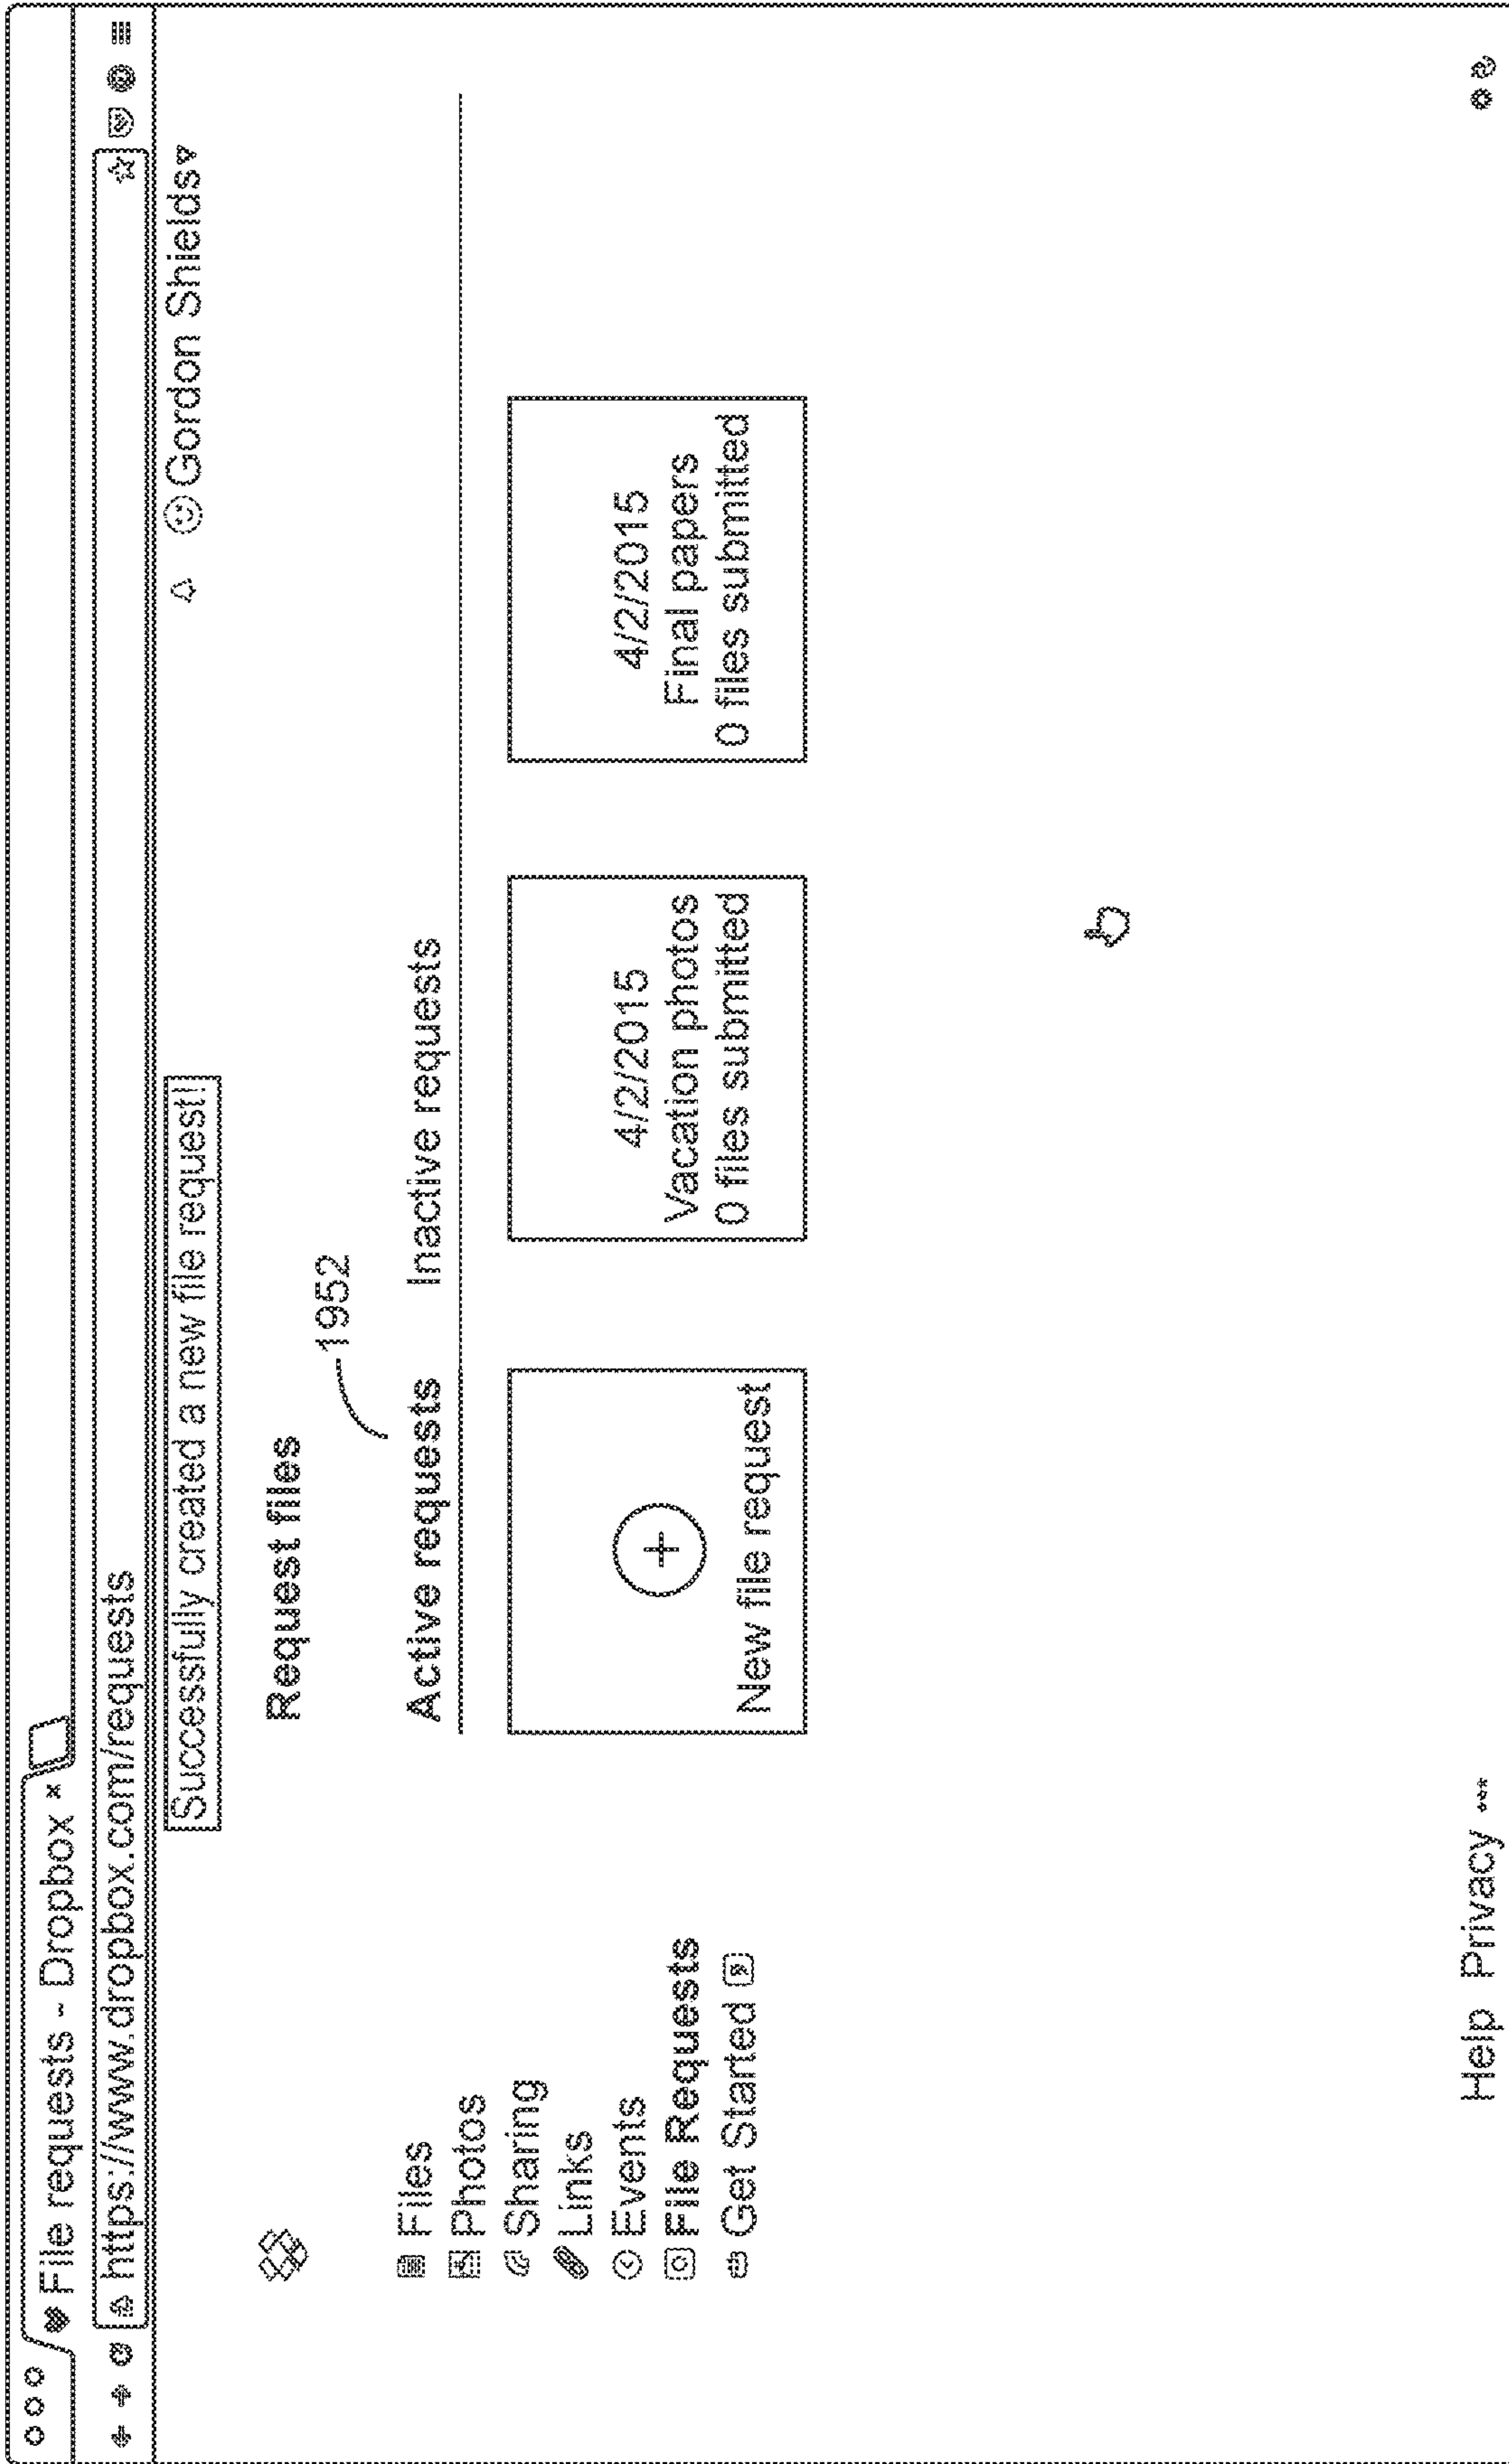 File requests - Dropbox ×
https://www.dropbox.com/requests
Successfully created a new file request!
Gordon Shields
Request files
1952
Active requests Inactive requests
Files
Photos
Sharing
Links
Events
File Requests
Get Started
New file request
4/2/2015
Vacation photos
0 files submitted
4/2/2015
Final papers
0 files submitted
Help Privacy